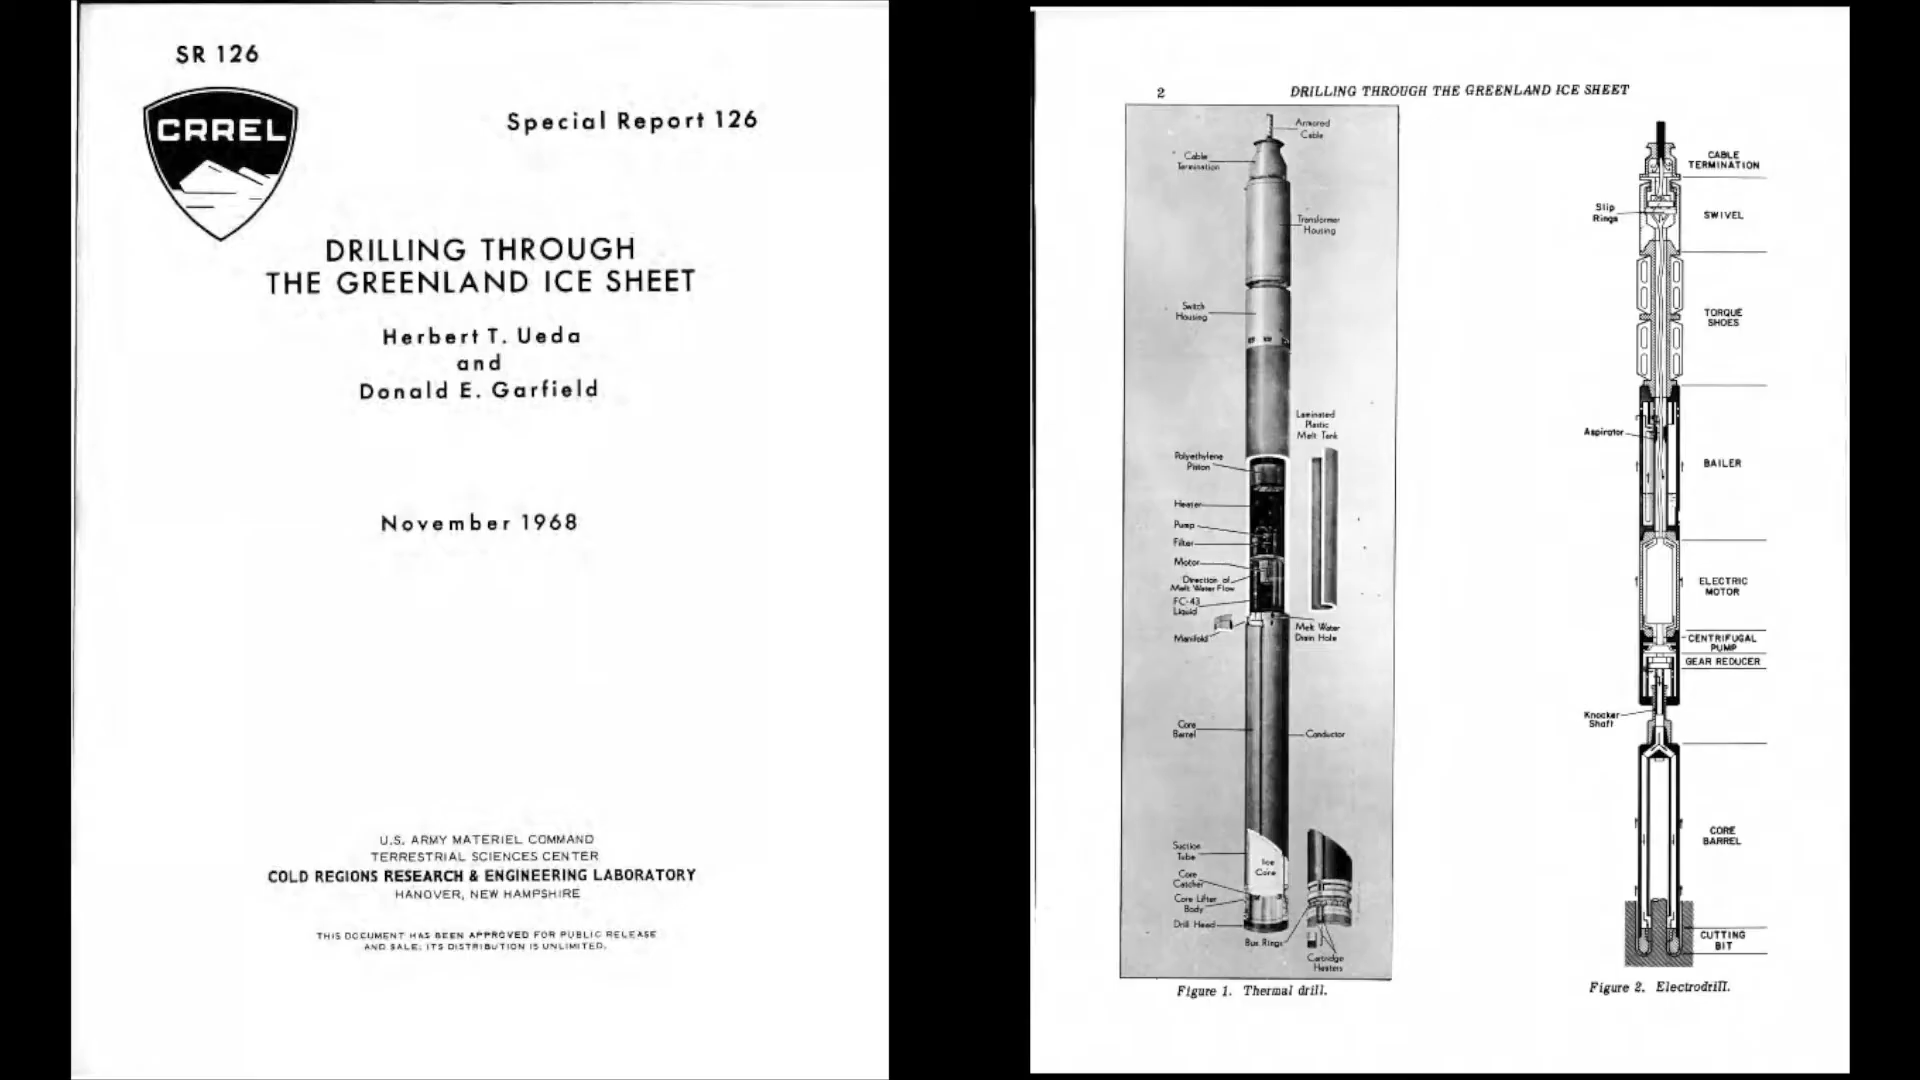 SR 126
CRREL
Special Report 126
DRILLING THROUGH
THE GREENLAND ICE SHEET
Herbert T. Ueda
and
Donald E. Garfield
November 1968
U.S. ARMY MATERIEL COMMAND
TERRESTRIAL SCIENCES CENTER
COLD REGIONS RESEARCH & ENGINEERING LABORATORY
HANOVER, NEW HAMPSHIRE
THIS DOCUMENT HAS BEEN APPROVED FOR PUBLIC RELEASE
AND SALE; ITS DISTRIBUTION IS UNLIMITED.
2
DRILLING THROUGH THE GREENLAND ICE SHEET
Armored
Cable
Cable
Termination
Transformer
Housing
Switch
Housing
Laminated
Plastic
Melt Tank
Polyethylene
Piston
Heater
Pump
Filter
Motor
Direction of
Melt Water Flow
FC-43
Liquid
Manifold
Melt Water
Drain Hole
Core
Barrel
Conductor
Suction
Tube
Ice
Core
Core
Catcher
Core Lifter
Body
Drill Head
Bus Rings
Cartridge
Heaters
Figure 1. Thermal drill.
CABLE
TERMINATION
Slip
Rings
SWIVEL
TORQUE
SHOES
Aspirator
BAILER
ELECTRIC
MOTOR
CENTRIFUGAL
PUMP
GEAR REDUCER
Knocker
Shaft
CORE
BARREL
CUTTING
BIT
Figure 2. Electrodrill.